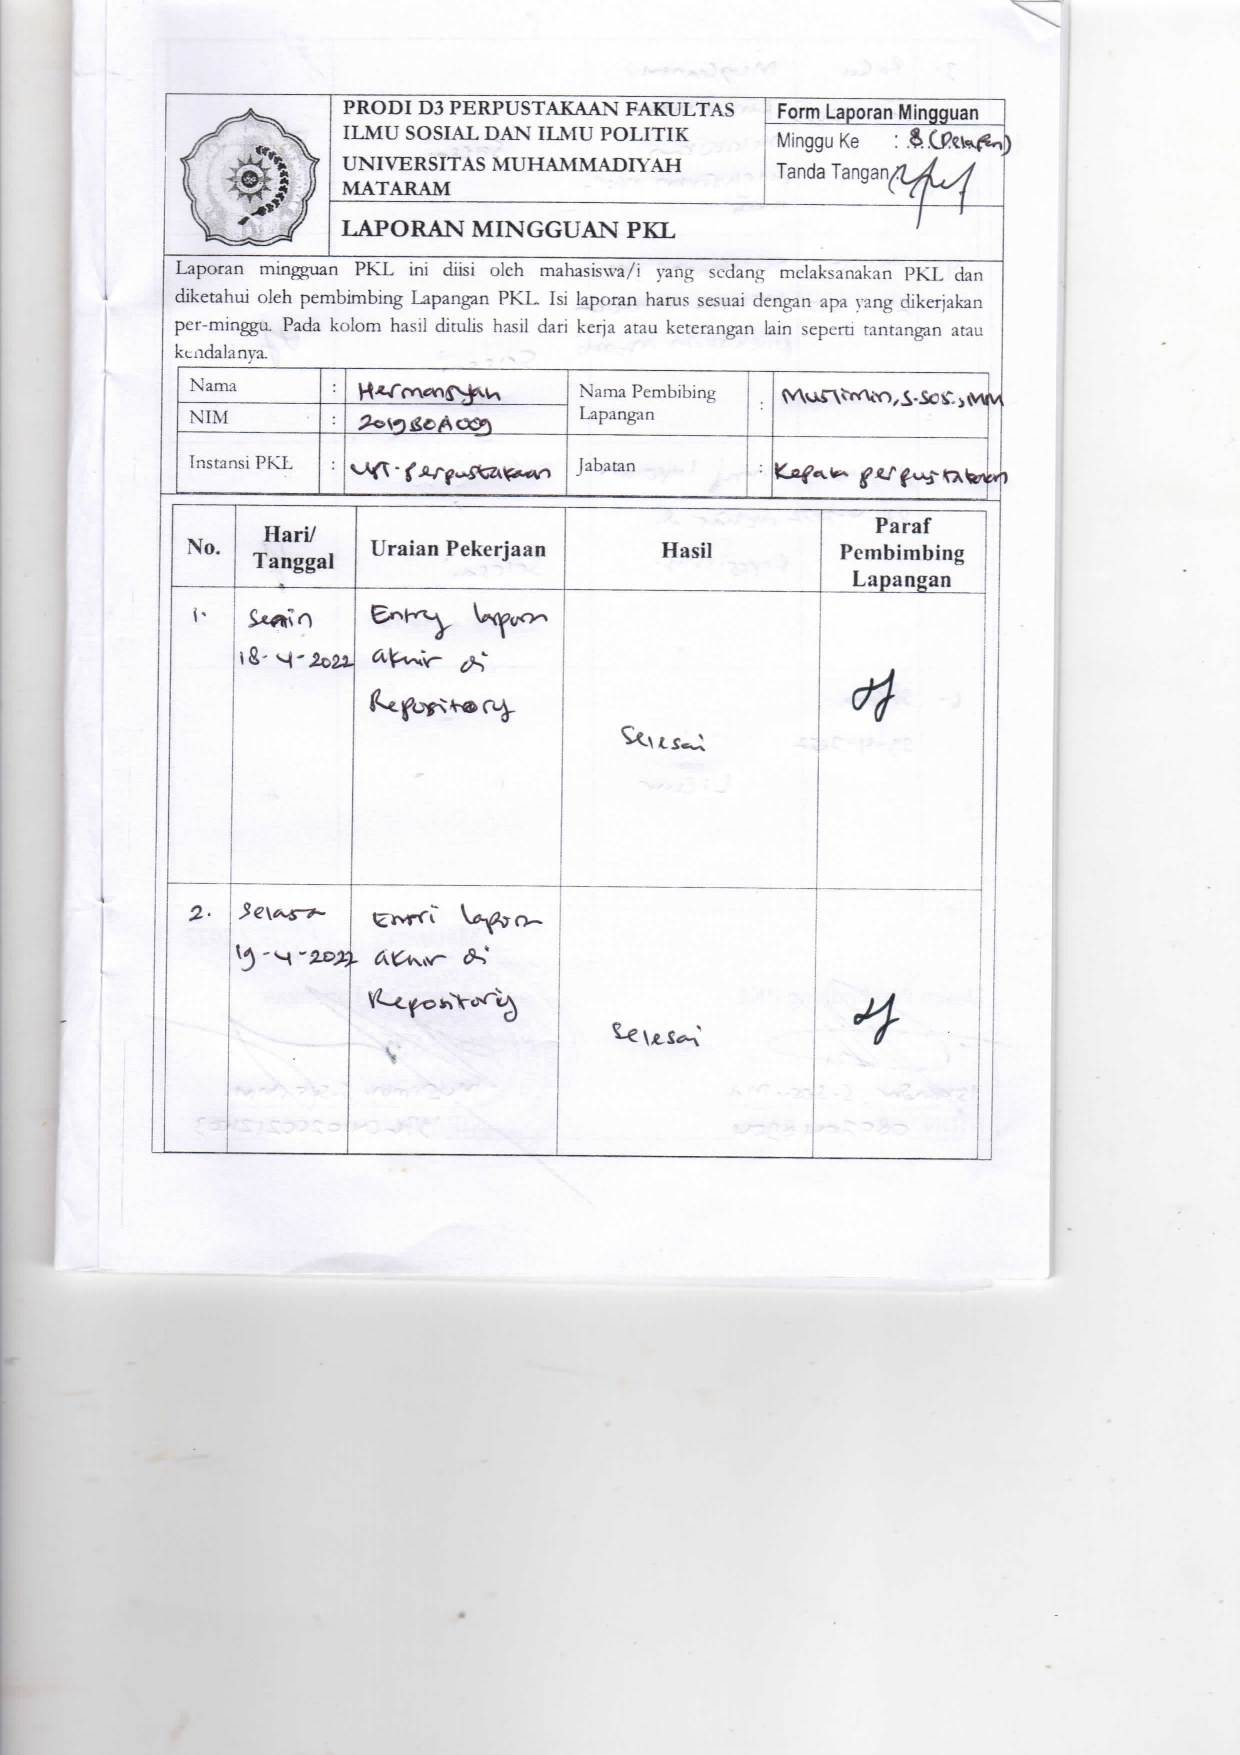 PRODI D3 PERPUSTAKAAN FAKULTAS
ILMU SOSIAL DAN ILMU POLITIK
UNIVERSITAS MUHAMMADIYAH
MATARAM
LAPORAN MINGGUAN PKL
Form Laporan Mingguan
Minggu Ke : 8 (Delapan)
Tanda Tangan
Laporan mingguan PKL ini diisi oleh mahasiswa/i yang sedang melaksanakan PKL dan
diketahui oleh pembimbing Lapangan PKL. Isi laporan harus sesuai dengan apa yang dikerjakan
per-minggu. Pada kolom hasil ditulis hasil dari kerja atau keterangan lain seperti tantangan atau
kendalanya.
Nama : Hermansyah
NIM : 2019B0A009
Instansi PKL : UPT-perpustakaan
Nama Pembibing
Lapangan : Muslimin, S.Sos., MM
Jabatan : Kepala perpustakaan
No.
Hari/
Tanggal
Uraian Pekerjaan
Hasil
Paraf
Pembimbing
Lapangan
1.
Senin
18-4-2022
Entry laporan
akhir di
Repository
Selesai
2.
Selasa
19-4-2022
Entri laporan
akhir di
Repository
Selesai